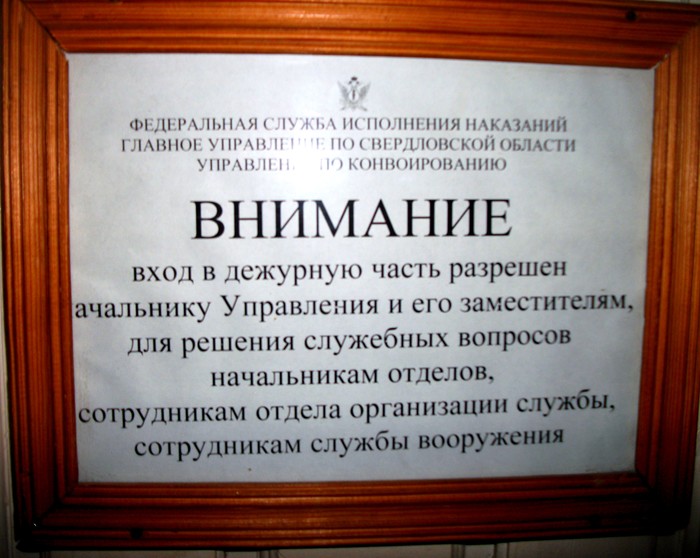 ФЕДЕРАЛЬНАЯ СЛУЖБА ИСПОЛНЕНИЯ НАКАЗАНИЙ
ГЛАВНОЕ УПРАВЛЕНИЕ ПО СВЕРДЛОВСКОЙ ОБЛАСТИ
УПРАВЛЕНИЕ ПО КОНВОИРОВАНИЮ
ВНИМАНИЕ
вход в дежурную часть разрешен
ачальнику Управления и его заместителям,
для решения служебных вопросов
начальникам отделов,
сотрудникам отдела организации службы,
сотрудникам службы вооружения